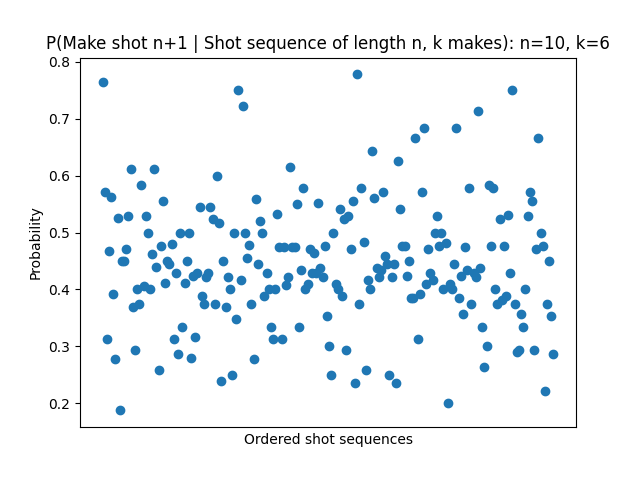 P(Make shot n+1 | Shot sequence of length n, k makes): n=10, k=6
0.8
0.7
0.6
0.5
0.4
0.3
0.2
Probability
Ordered shot sequences